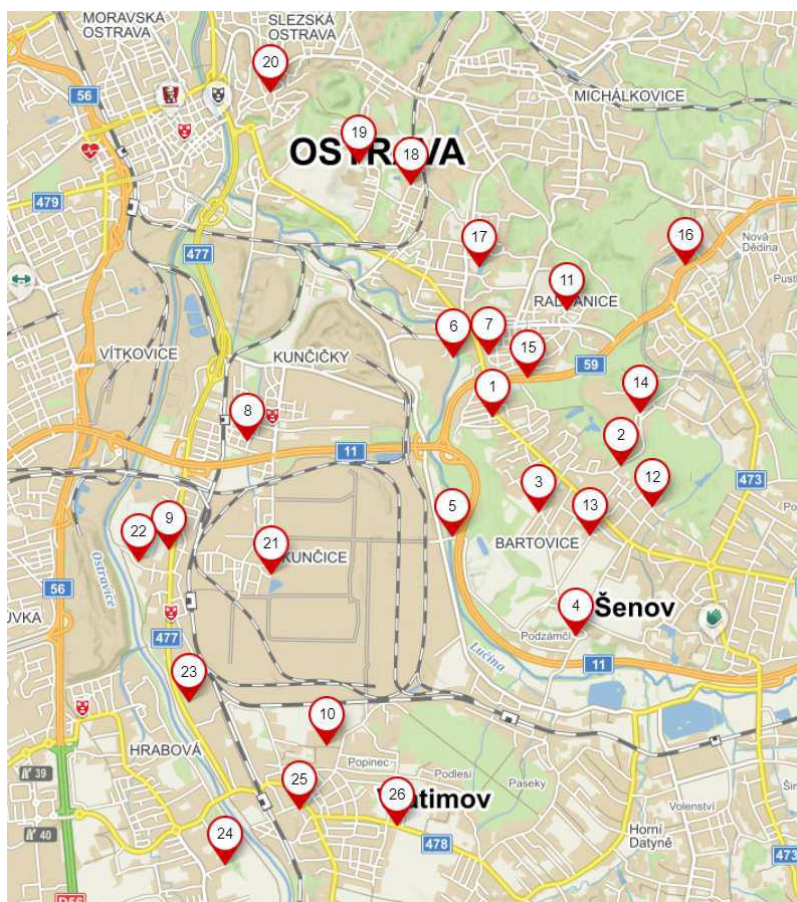 MORAVSKÁ
OSTRAVA
SLEZSKÁ
OSTRAVA
20
56
MICHÁLKOVICE
19
OSTRAVA
18
479
17
16
Nová
Dědina
477
11
6
7
15
VÍTKOVICE
KUNČIČKY
59
1
14
8
2
11
3
12
473
5
13
BARTOVICE
22
9
21
KUNČICE
Ostravice
56
4
Šenov
Podzámčí
477
Lučina
11
23
10
HRABOVÁ
39
Popinec
Podlesí
Paseky
25
26
Volenství
40
24
478
Horní
Datyně
473